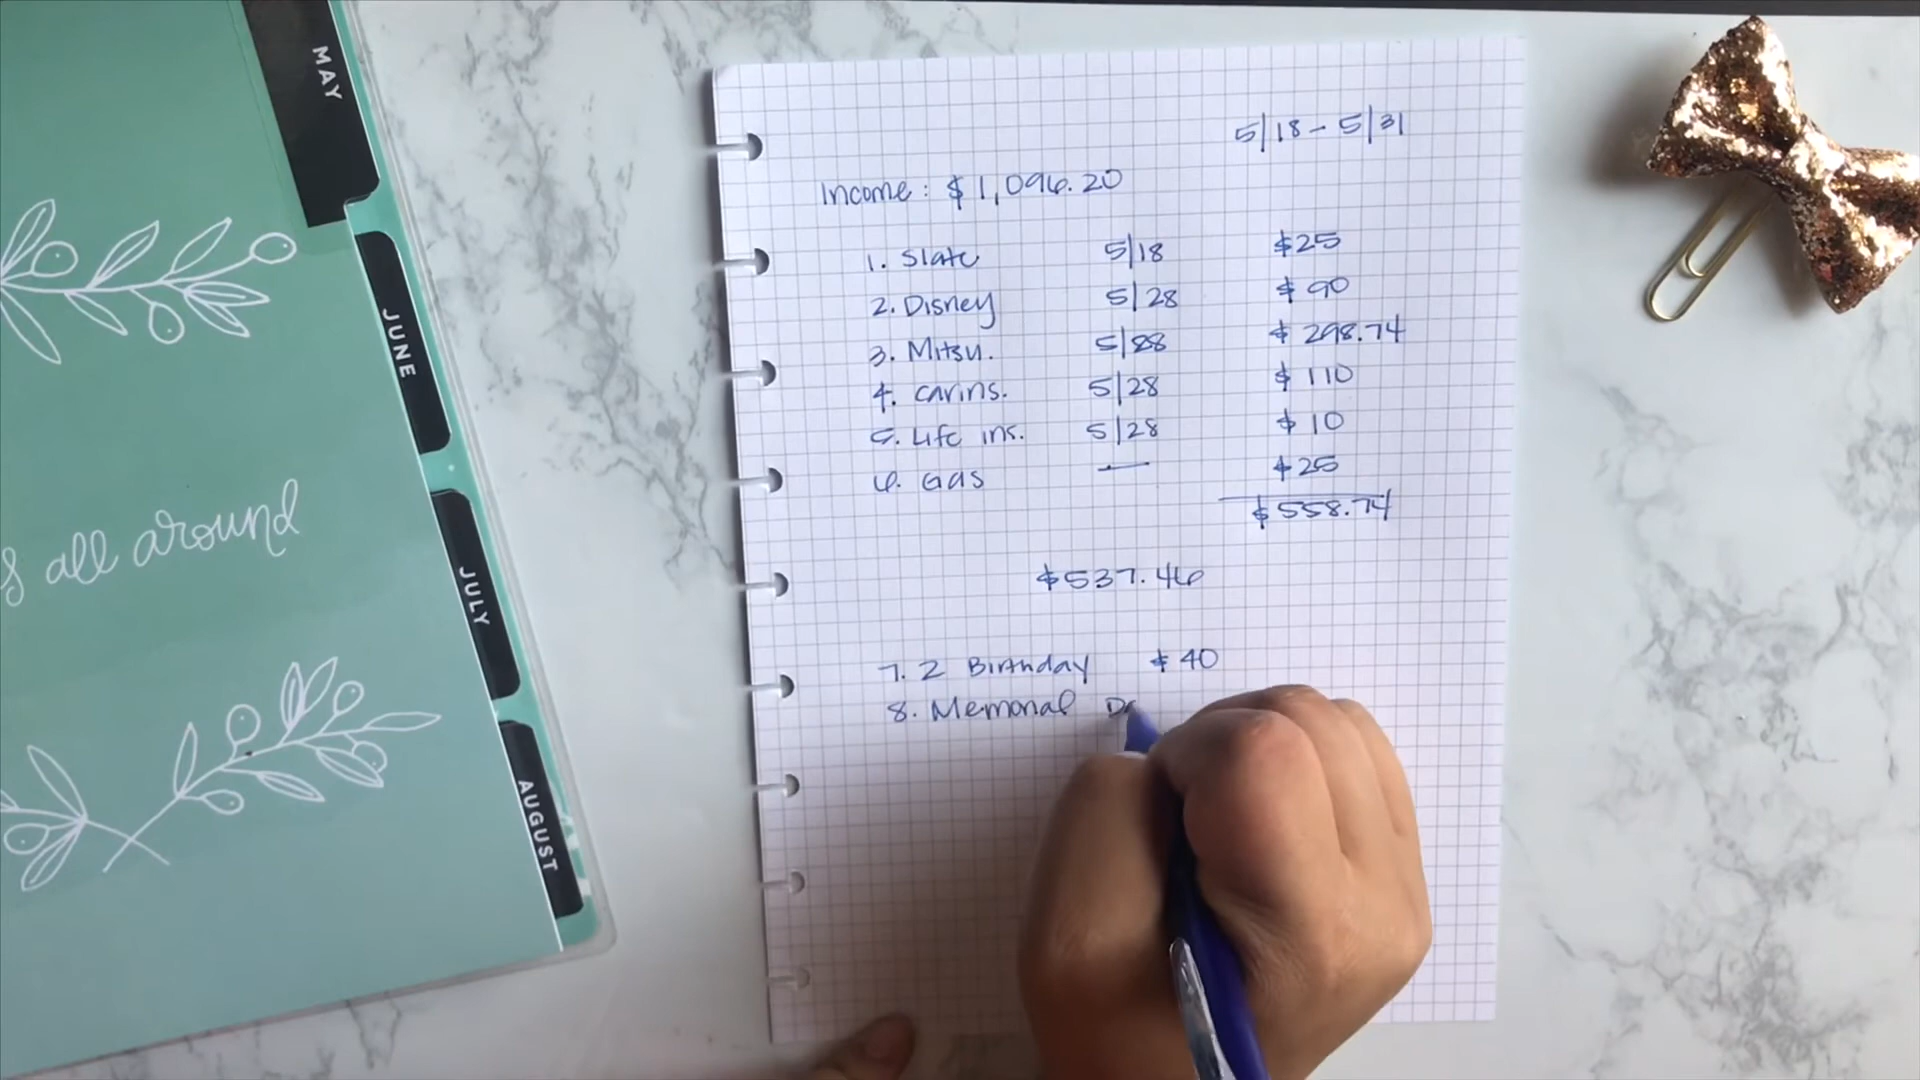 MAY
JUNE
JULY
AUGUST
all around
5/18 - 5/31
Income: $1,096.20
1. Slate 5/18 $25
2. Disney 5/28 $90
3. Mitsu. 5/28 $298.74
4. car ins. 5/28 $110
5. Life ins. 5/28 $10
6. Gas — $25
$558.74
$537.46
7. 2 Birthday $40
8. Memorial Da